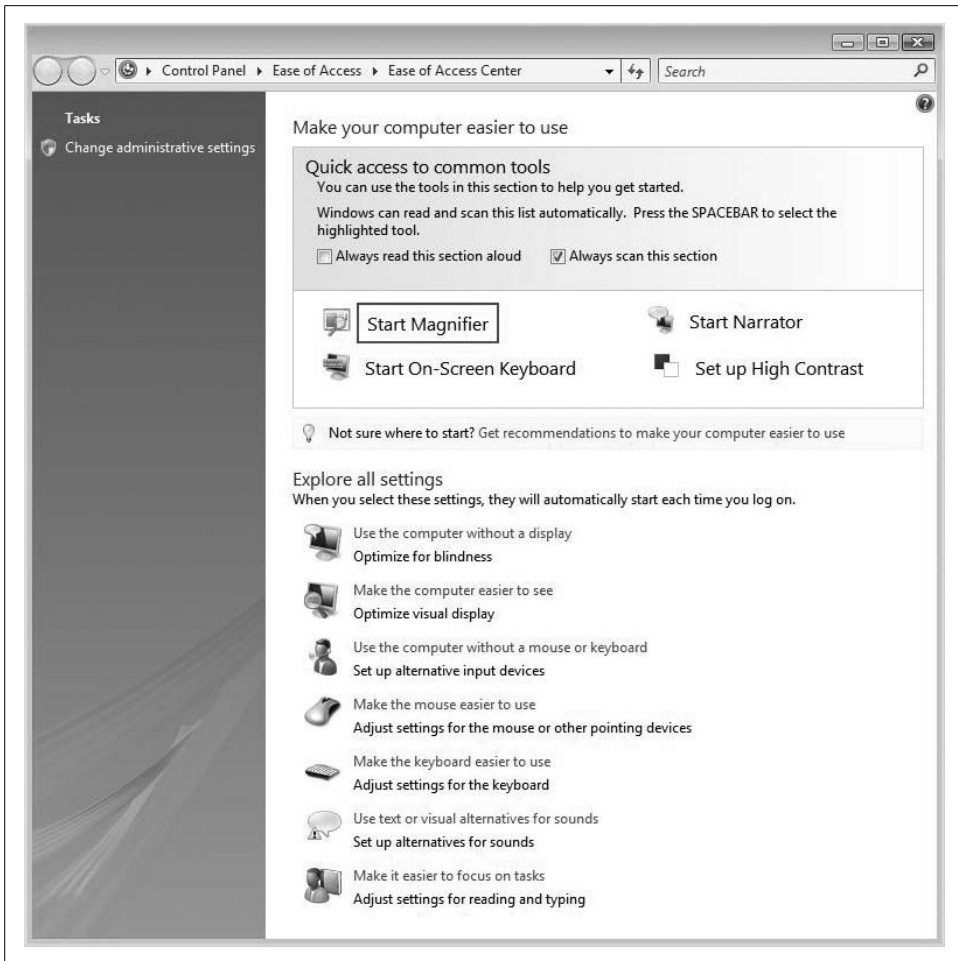 Control Panel Ease of Access Ease of Access Center Search
Tasks
Change administrative settings
Make your computer easier to use
Quick access to common tools
You can use the tools in this section to help you get started.
Windows can read and scan this list automatically. Press the SPACEBAR to select the
highlighted tool.
Always read this section aloud Always scan this section
Start Magnifier Start Narrator
Start On-Screen Keyboard Set up High Contrast
Not sure where to start? Get recommendations to make your computer easier to use
Explore all settings
When you select these settings, they will automatically start each time you log on.
Use the computer without a display
Optimize for blindness
Make the computer easier to see
Optimize visual display
Use the computer without a mouse or keyboard
Set up alternative input devices
Make the mouse easier to use
Adjust settings for the mouse or other pointing devices
Make the keyboard easier to use
Adjust settings for the keyboard
Use text or visual alternatives for sounds
Set up alternatives for sounds
Make it easier to focus on tasks
Adjust settings for reading and typing